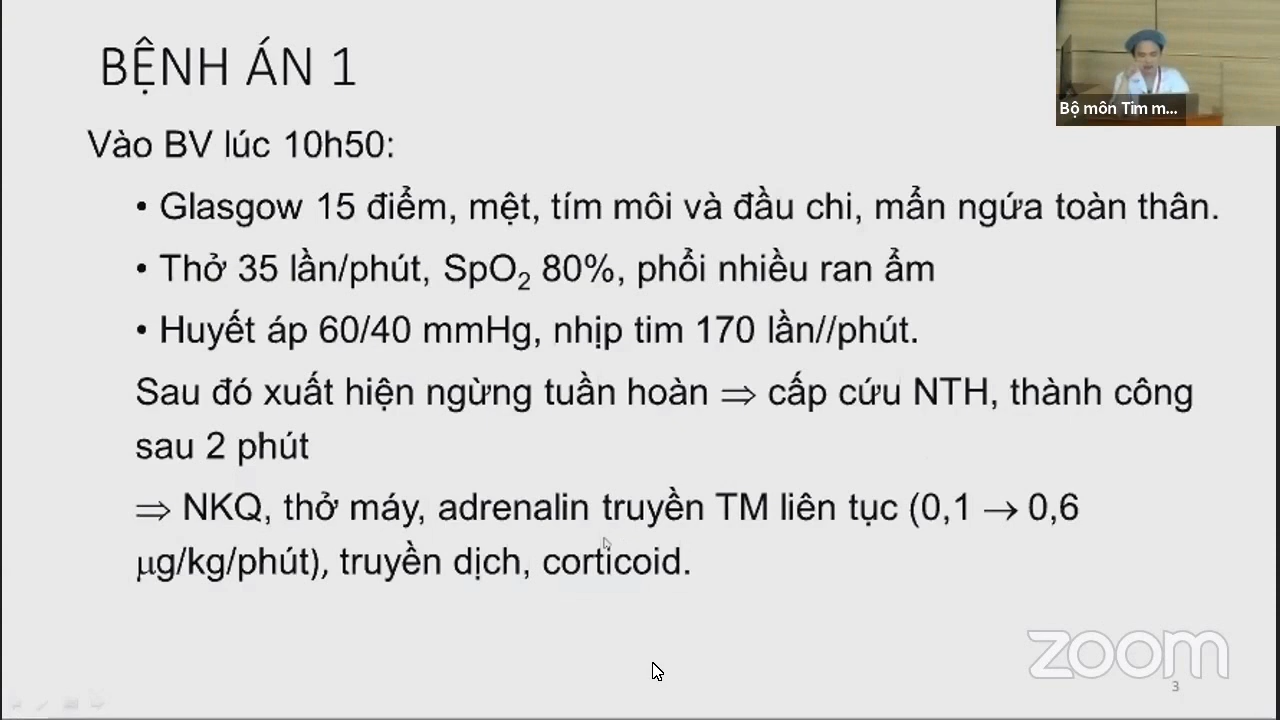 BỆNH ÁN 1
Bộ môn Tim m...
Vào BV lúc 10h50:
• Glasgow 15 điểm, mệt, tím môi và đầu chi, mẩn ngứa toàn thân.
• Thở 35 lần/phút, SpO₂ 80%, phổi nhiều ran ẩm
• Huyết áp 60/40 mmHg, nhịp tim 170 lần//phút.
Sau đó xuất hiện ngừng tuần hoàn ⇒ cấp cứu NTH, thành công
sau 2 phút
⇒ NKQ, thở máy, adrenalin truyền TM liên tục (0,1 → 0,6
μg/kg/phút), truyền dịch, corticoid.
zoom
3